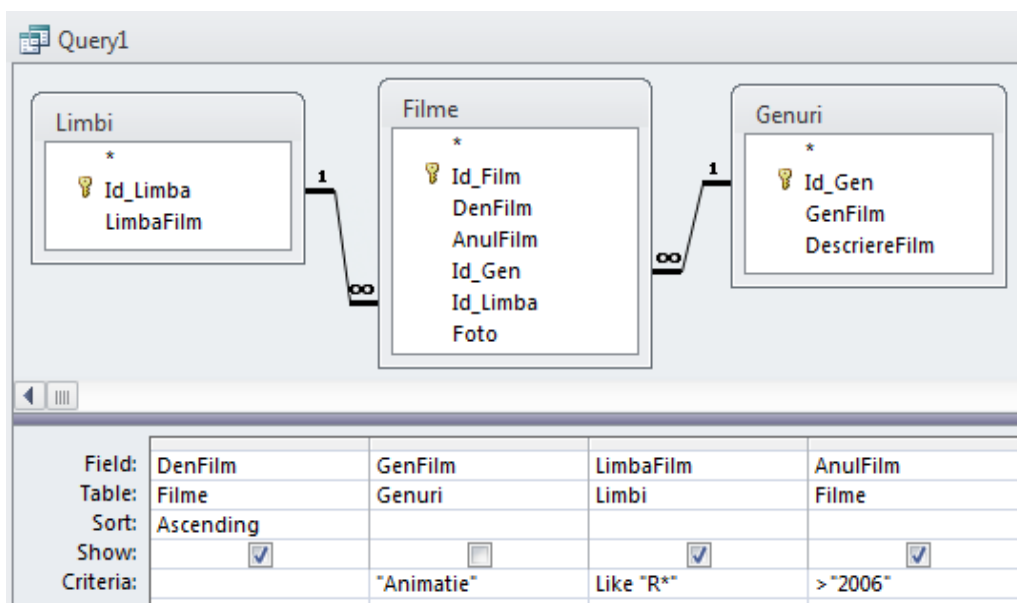 Query1
Limbi
*
Id_Limba
LimbaFilm
1
∞
Filme
*
Id_Film
DenFilm
AnulFilm
Id_Gen
Id_Limba
Foto
1
∞
Genuri
*
Id_Gen
GenFilm
DescriereFilm
Field: DenFilm GenFilm LimbaFilm AnulFilm
Table: Filme Genuri Limbi Filme
Sort: Ascending
Show:
Criteria: "Animatie" Like "R*" >"2006"